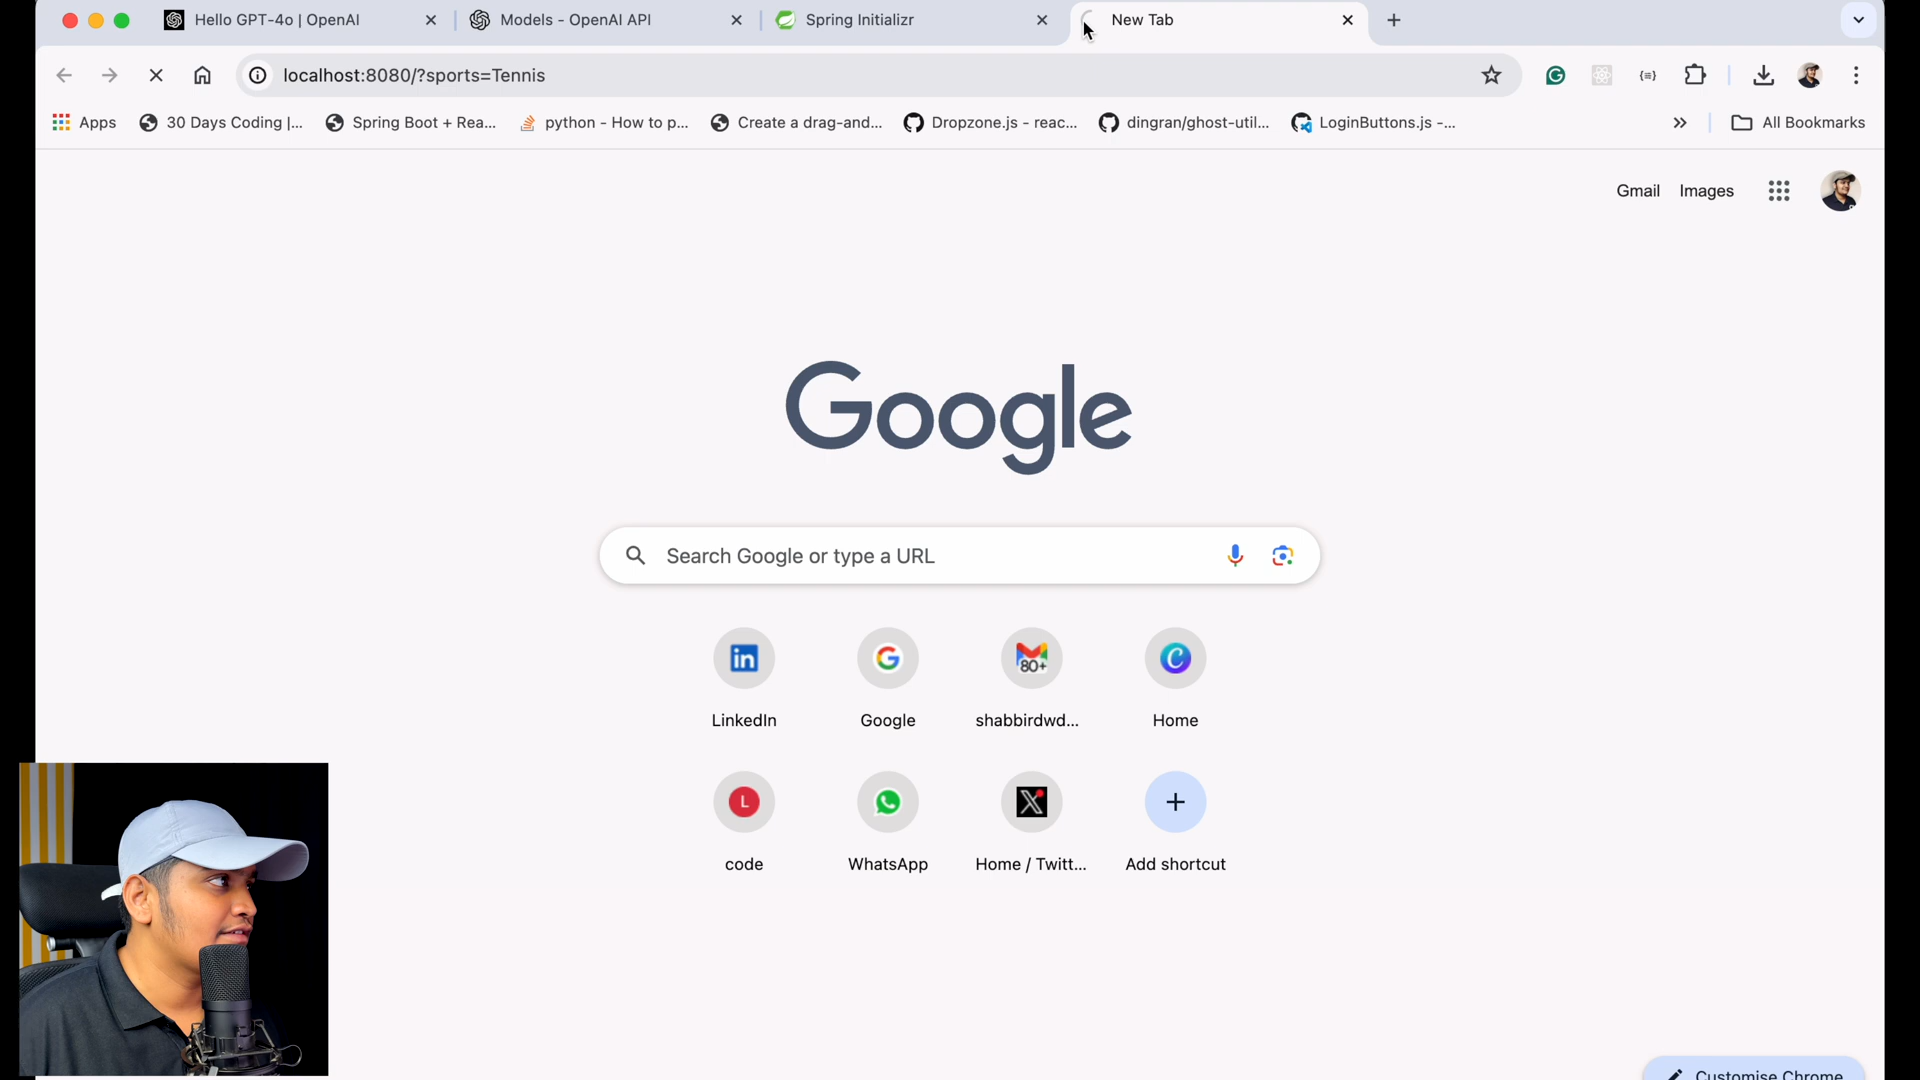 Hello GPT-4o | OpenAI
Models - OpenAI API
Spring Initializr
New Tab
localhost:8080/?sports=Tennis
Apps
30 Days Coding |...
Spring Boot + Rea...
python - How to p...
Create a drag-and...
Dropzone.js - reac...
dingran/ghost-util...
LoginButtons.js -...
All Bookmarks
Gmail
Images
Google
Search Google or type a URL
80+
LinkedIn
Google
shabbirdwd...
Home
L
code
WhatsApp
Home / Twitt...
Add shortcut
Customise Chrome